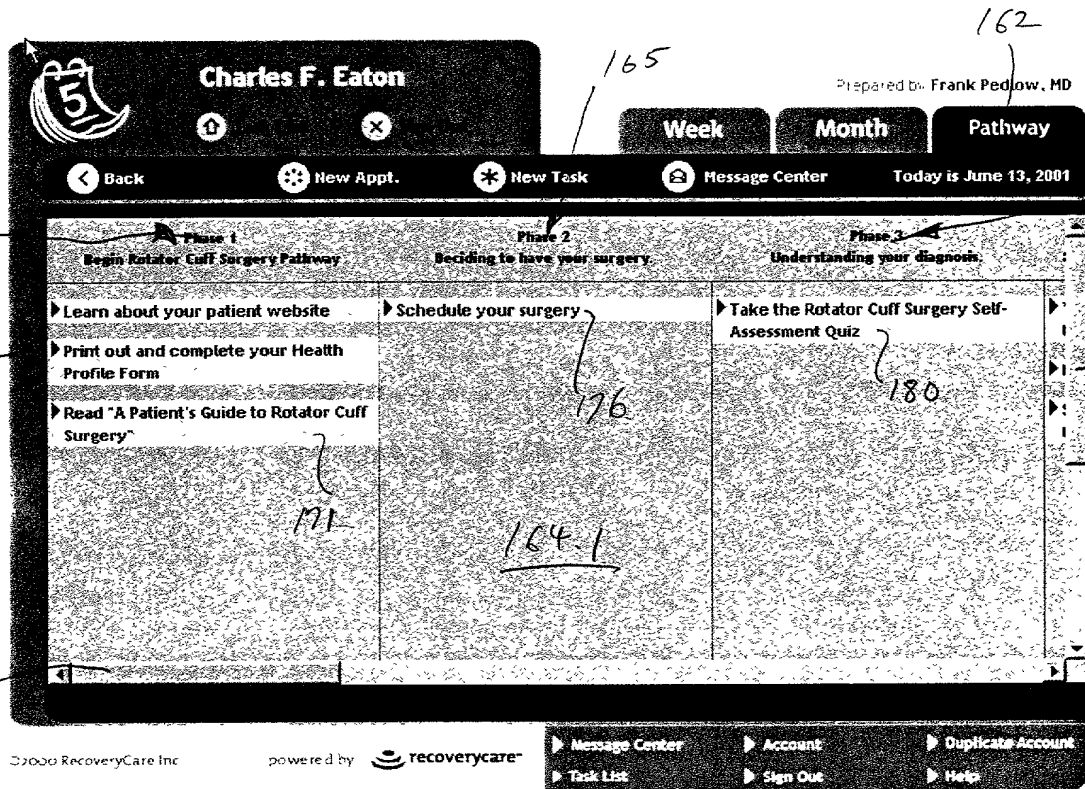 162
165
Charles F. Eaton
Prepared by Frank Pedlow, MD
5
Week Month Pathway
Back New Appt. New Task Message Center Today is June 13, 2001
Phase 1 Phase 2 Phase 3
Begin Rotator Cuff Surgery Pathway Deciding to have your surgery. Understanding your diagnosis.
Learn about your patient website Schedule your surgery Take the Rotator Cuff Surgery Self-
Assessment Quiz
Print out and complete your Health
Profile Form
180
176
Read "A Patient's Guide to Rotator Cuff
Surgery"
164.1
©2000 RecoveryCare Inc powered by recoverycare
Message Center Account Duplicate Account
Task List Sign Out Help